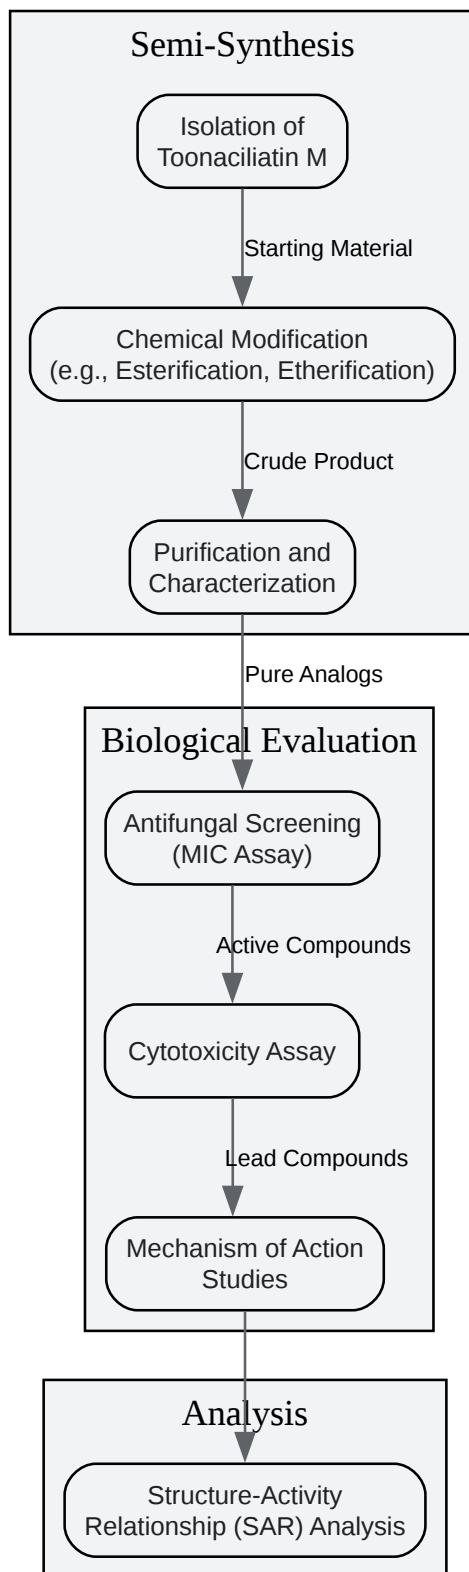 Semi-Synthesis
Isolation of
Toonaciliatin M
Starting Material
Chemical Modification
(e.g., Esterification, Etherification)
Crude Product
Purification and
Characterization
Pure Analogs
Biological Evaluation
Antifungal Screening
(MIC Assay)
Active Compounds
Cytotoxicity Assay
Lead Compounds
Mechanism of Action
Studies
Analysis
Structure-Activity
Relationship (SAR) Analysis